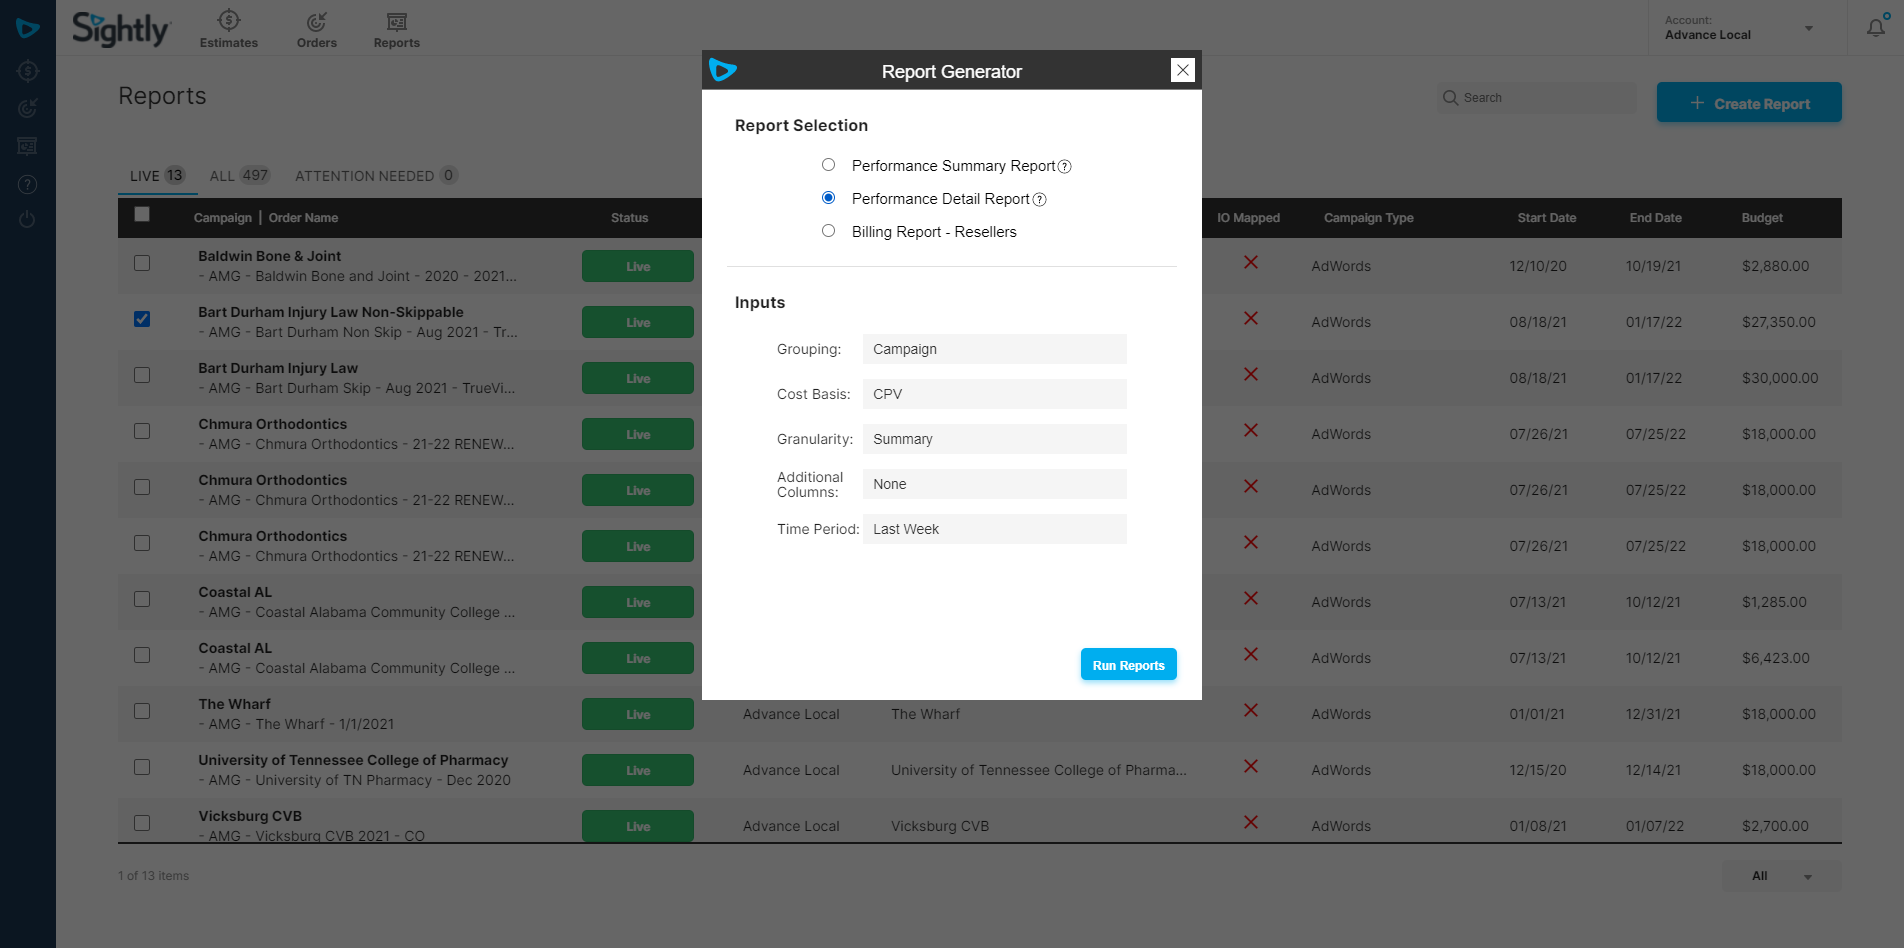 Sightly
Estimates
Orders
Reports
Account:
Advance Local
Report Generator
Reports
Search
+ Create Report
LIVE 13 ALL 497 ATTENTION NEEDED 0
Report Selection
Performance Summary Report ?
Performance Detail Report ?
Billing Report - Resellers
Inputs
Grouping: Campaign
Cost Basis: CPV
Granularity: Summary
Additional Columns: None
Time Period: Last Week
Run Reports
Campaign | Order Name Status IO Mapped Campaign Type Start Date End Date Budget
Baldwin Bone & Joint
- AMG - Baldwin Bone and Joint - 2020 - 2021... Live AdWords 12/10/20 10/19/21 $2,880.00
Bart Durham Injury Law Non-Skippable
- AMG - Bart Durham Non Skip - Aug 2021 - Tr... Live AdWords 08/18/21 01/17/22 $27,350.00
Bart Durham Injury Law
- AMG - Bart Durham Skip - Aug 2021 - TrueVi... Live AdWords 08/18/21 01/17/22 $30,000.00
Chmura Orthodontics
- AMG - Chmura Orthodontics - 21-22 RENEW... Live AdWords 07/26/21 07/25/22 $18,000.00
Chmura Orthodontics
- AMG - Chmura Orthodontics - 21-22 RENEW... Live AdWords 07/26/21 07/25/22 $18,000.00
Chmura Orthodontics
- AMG - Chmura Orthodontics - 21-22 RENEW... Live AdWords 07/26/21 07/25/22 $18,000.00
Coastal AL
- AMG - Coastal Alabama Community College ... Live AdWords 07/13/21 10/12/21 $1,285.00
Coastal AL
- AMG - Coastal Alabama Community College ... Live AdWords 07/13/21 10/12/21 $6,423.00
The Wharf
- AMG - The Wharf - 1/1/2021 Live Advance Local The Wharf AdWords 01/01/21 12/31/21 $18,000.00
University of Tennessee College of Pharmacy
- AMG - University of TN Pharmacy - Dec 2020 Live Advance Local University of Tennessee College of Pharma... AdWords 12/15/20 12/14/21 $18,000.00
Vicksburg CVB
- AMG - Vicksburg CVB 2021 - CO Live Advance Local Vicksburg CVB AdWords 01/08/21 01/07/22 $2,700.00
1 of 13 items
All